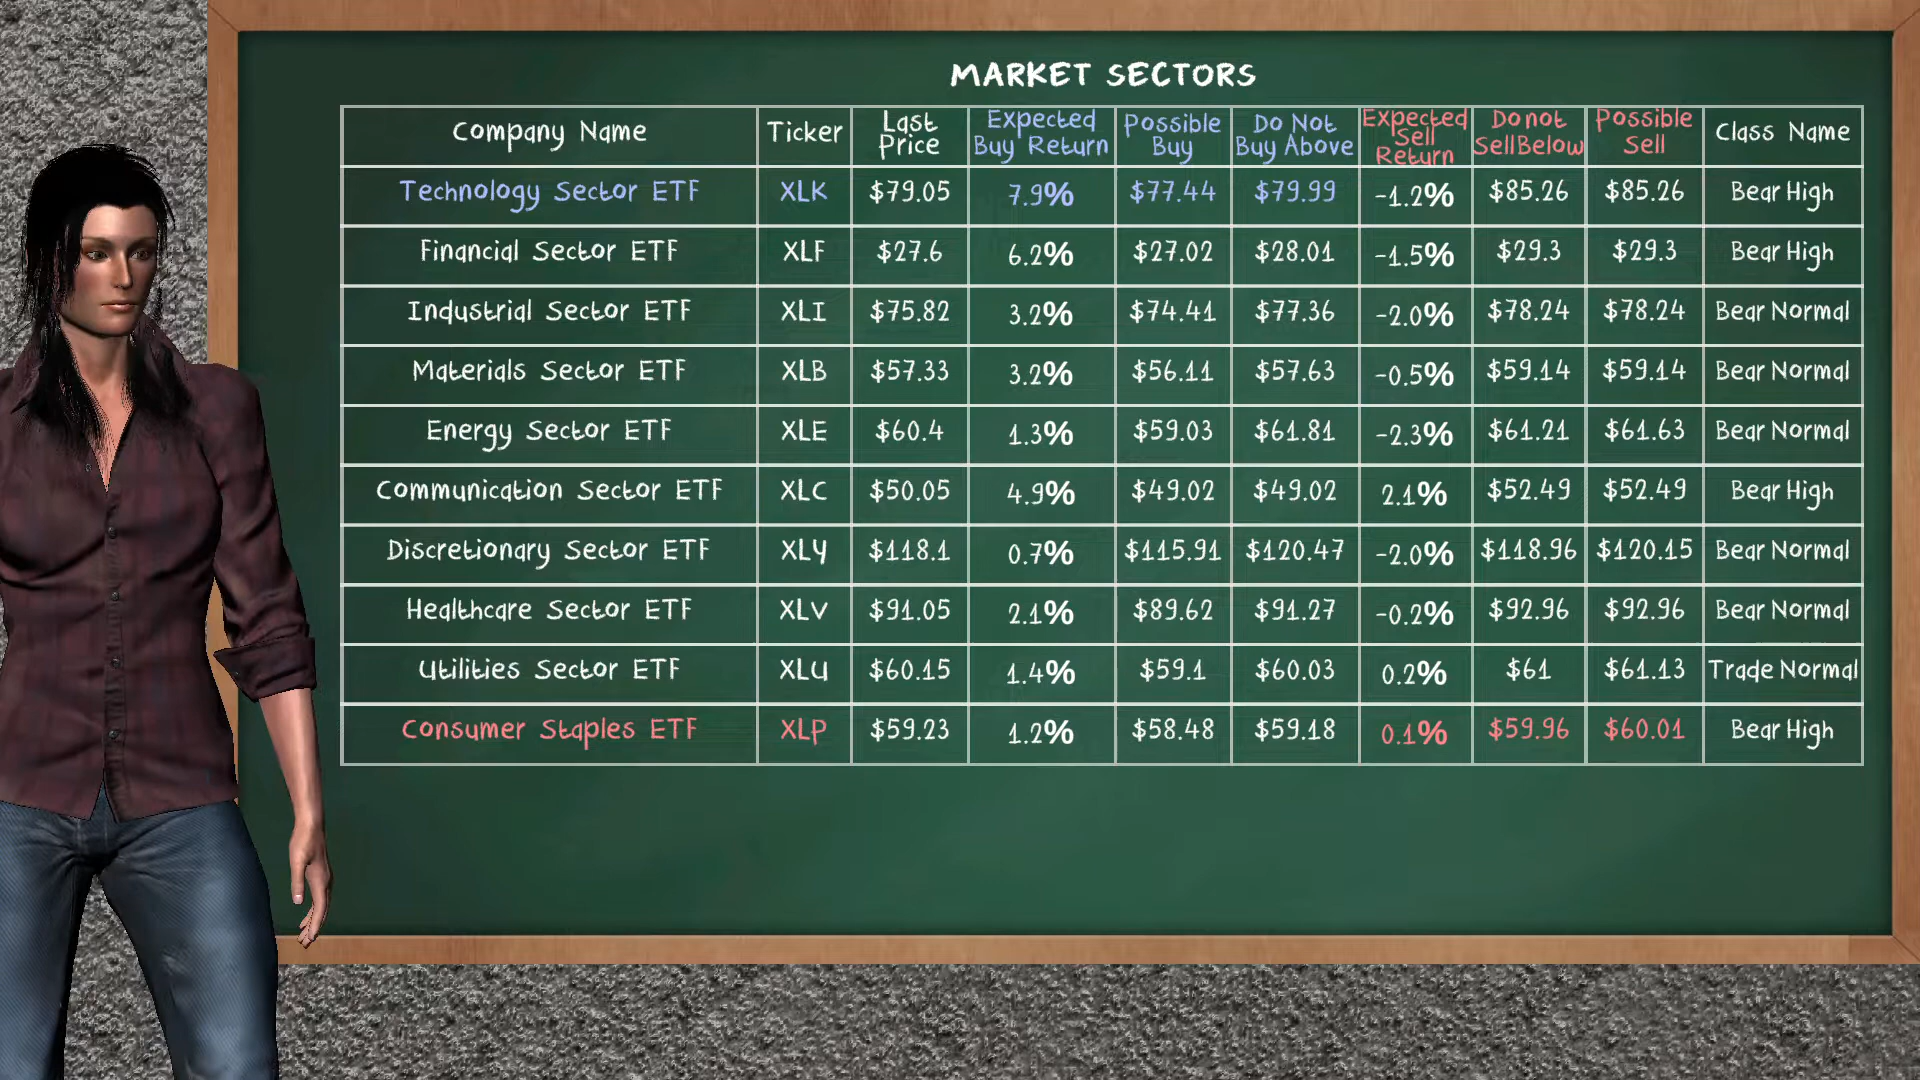 MARKET SECTORS
Company Name Ticker Last Price Expected Buy Return Possible Buy Do Not Buy Above Expected Sell Return Do not Sell Below Possible Sell Class Name
Technology Sector ETF XLK $79.05 7.9% $77.44 $79.99 -1.2% $85.26 $85.26 Bear High
Financial Sector ETF XLF $27.6 6.2% $27.02 $28.01 -1.5% $29.3 $29.3 Bear High
Industrial Sector ETF XLI $75.82 3.2% $74.41 $77.36 -2.0% $78.24 $78.24 Bear Normal
Materials Sector ETF XLB $57.33 3.2% $56.11 $57.63 -0.5% $59.14 $59.14 Bear Normal
Energy Sector ETF XLE $60.4 1.3% $59.03 $61.81 -2.3% $61.21 $61.63 Bear Normal
Communication Sector ETF XLC $50.05 4.9% $49.02 $49.02 2.1% $52.49 $52.49 Bear High
Discretionary Sector ETF XLY $118.1 0.7% $115.91 $120.47 -2.0% $118.96 $120.15 Bear Normal
Healthcare Sector ETF XLV $91.05 2.1% $89.62 $91.27 -0.2% $92.96 $92.96 Bear Normal
Utilities Sector ETF XLU $60.15 1.4% $59.1 $60.03 0.2% $61 $61.13 Trade Normal
Consumer Staples ETF XLP $59.23 1.2% $58.48 $59.18 0.1% $59.96 $60.01 Bear High